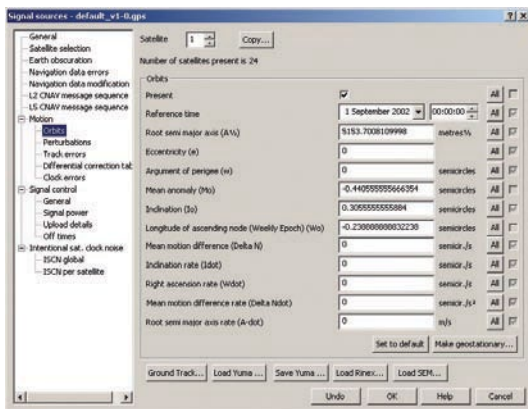 Signal sources - default_v1-0.gps
General
Satellite selection
Earth obscuration
Navigation data errors
Navigation data modification
L2 CNAV message sequence
L5 CNAV message sequence
Motion
Orbits
Perturbations
Track errors
Differential correction tab
Clock errors
Signal control
General
Signal power
Upload details
Off times
Intentional sat. clock noise
ISCN global
ISCN per satellite
Satellite 1 Copy...
Number of satellites present is 24
Orbits
Present All
Reference time 1 September 2002 00:00:00 All
Root semi major axis (A½) 5153.7008109998 metres½ All
Eccentricity (e) 0 All
Argument of perigee (w) 0 semicircles All
Mean anomaly (Mo) -0.440555555666354 semicircles All
Inclination (Io) 0.3055555555884 semicircles All
Longitude of ascending node (Weekly Epoch) (Wo) -0.238888888832238 semicircles All
Mean motion difference (Delta N) 0 semicir./s All
Inclination rate (Idot) 0 semicir./s All
Right ascension rate (Wdot) 0 semicir./s All
Mean motion difference rate (Delta Ndot) 0 semicir./s² All
Root semi major axis rate (A-dot) 0 m/s All
Set to default Make geostationary...
Ground Track... Load Yuma ... Save Yuma ... Load Rinex... Load SEM...
Undo OK Help Cancel